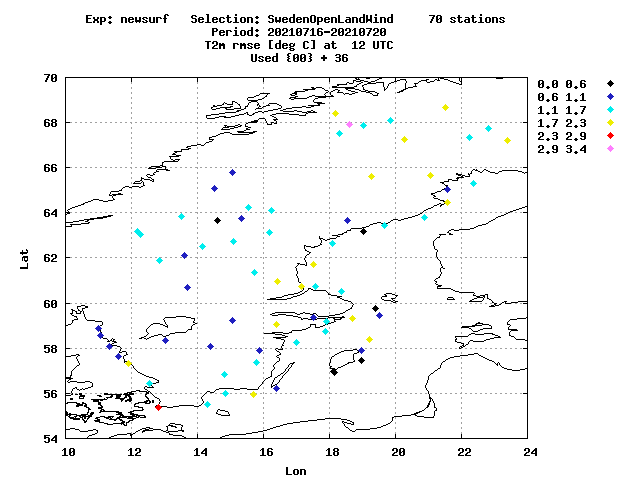 Exp: newsurf   Selection: SwedenOpenLandWind     70 stations
Period: 20210716-20210720
T2m rmse [deg C] at  12 UTC
Used {00} + 36
70
68
66
64
62
60
58
56
54
Lat
10 12 14 16 18 20 22 24
Lon
0.0 0.6
0.6 1.1
1.1 1.7
1.7 2.3
2.3 2.9
2.9 3.4